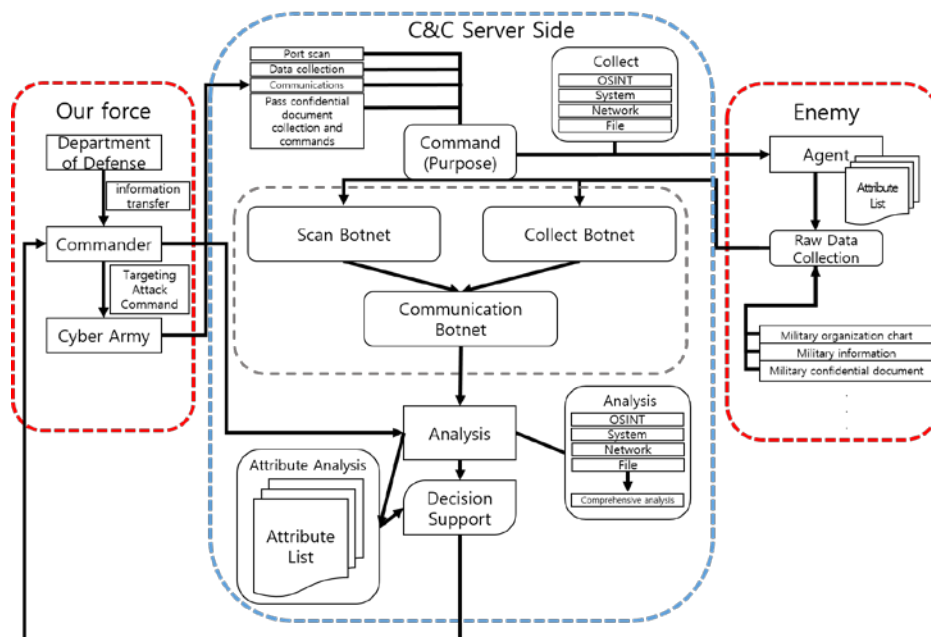 C&C Server Side
Port scan
Data collection
Communications
Pass confidential
document
collection and
commands
Collect
OSINT
System
Network
File
Our force
Department
of Defense
information
transfer
Commander
Targeting
Attack
Command
Cyber Army
Command
(Purpose)
Enemy
Agent
Attribute
List
Raw Data
Collection
Military organization chart
Military information
Military confidential document
Scan Botnet
Collect Botnet
Communication
Botnet
Analysis
Analysis
OSINT
System
Network
File
Comprehensive analysis
Attribute Analysis
Attribute
List
Decision
Support